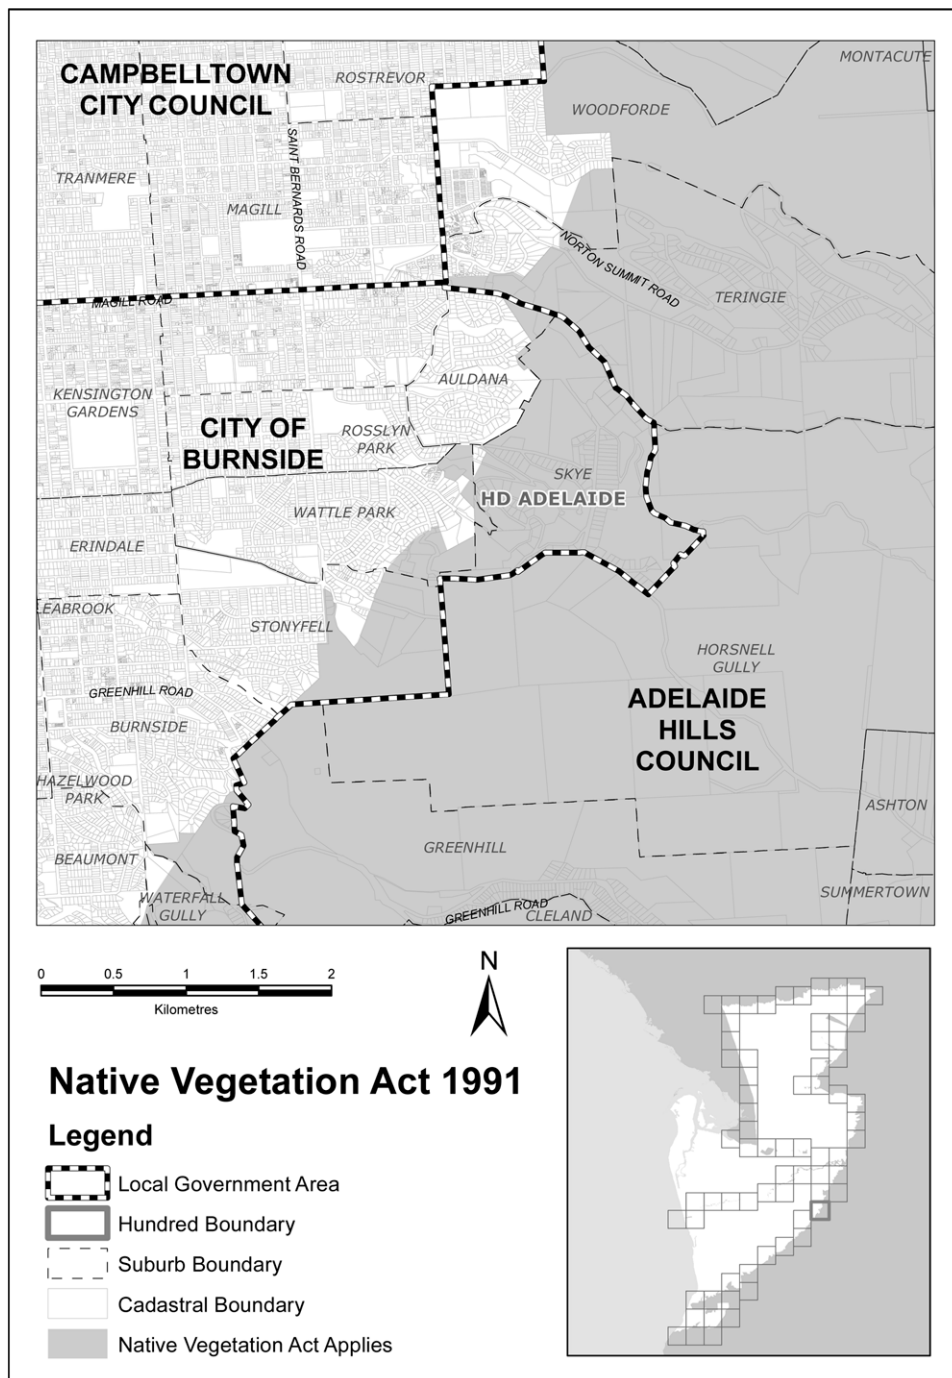 CAMPBELLTOWN
CITY COUNCIL
ROSTREVOR
MONTACUTE
WOODFORDE
SAINT BERNARDS ROAD
TRANMERE
MAGILL
NORTON SUMMIT ROAD
TERINGIE
MAGILL ROAD
AULDANA
KENSINGTON
GARDENS
CITY OF
BURNSIDE
ROSSLYN
PARK
SKYE
HD ADELAIDE
WATTLE PARK
ERINDALE
EABROOK
STONYFELL
HORSNELL
GULLY
GREENHILL ROAD
ADELAIDE
HILLS
COUNCIL
BURNSIDE
HAZELWOOD
PARK
ASHTON
GREENHILL
BEAUMONT
WATERFALL
GULLY
SUMMERTOWN
GREENHILL ROAD
CLELAND
0 0.5 1 1.5 2
Kilometres
N
Native Vegetation Act 1991
Legend
Local Government Area
Hundred Boundary
Suburb Boundary
Cadastral Boundary
Native Vegetation Act Applies